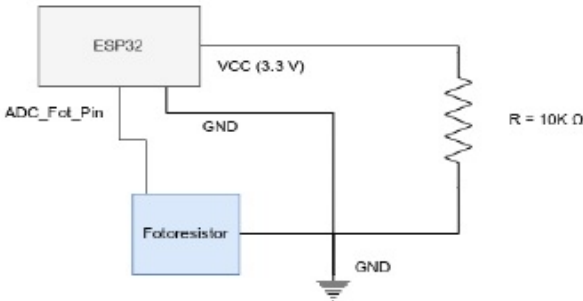 ESP32
VCC (3.3 V)
ADC_Fot_Pin
GND
R = 10K Ω
Fotoresistor
GND